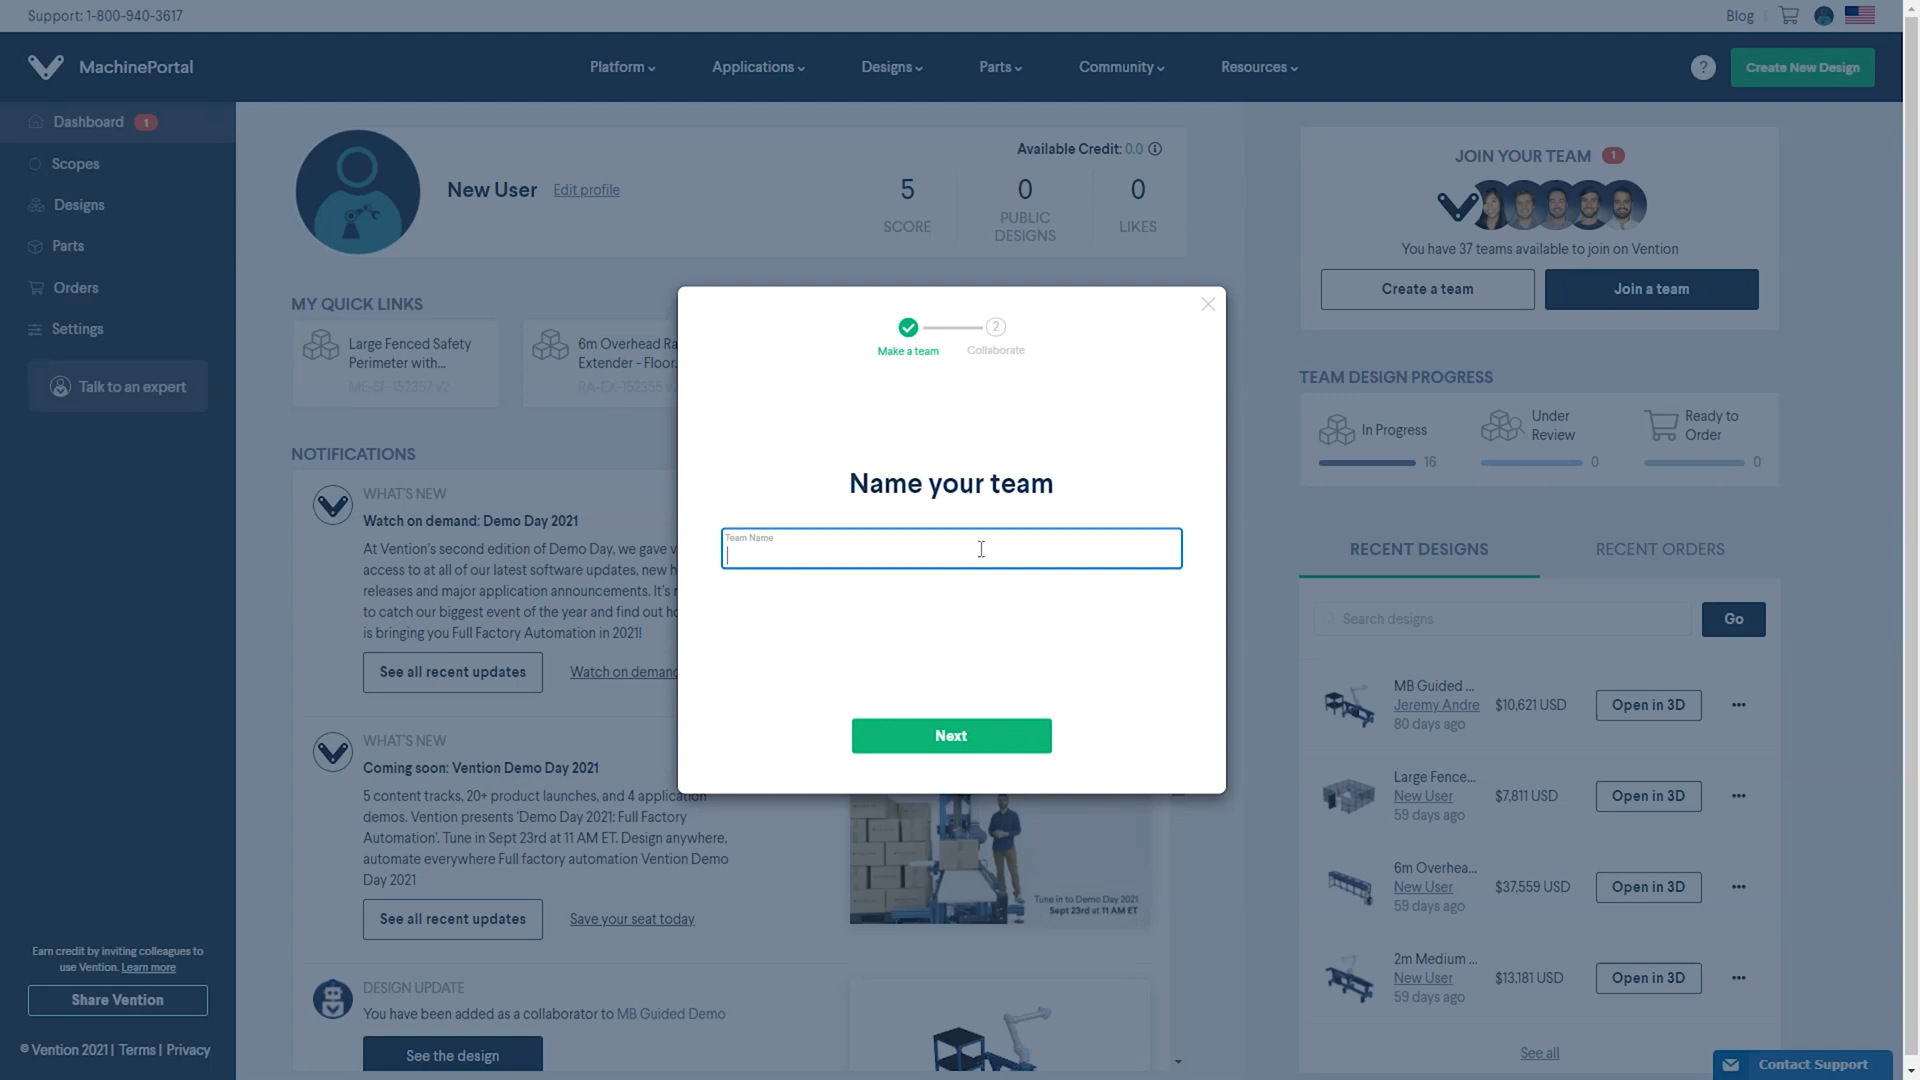 Support: 1-800-940-3617
Blog
MachinePortal
Platform
Applications
Designs
Parts
Community
Resources
?
Create New Design
Dashboard 1
Scopes
Designs
Parts
Orders
Settings
Talk to an expert
Earn credit by inviting colleagues to
use Vention. Learn more
Share Vention
© Vention 2021 | Terms | Privacy
New User Edit profile
Available Credit: 0.0
5
SCORE
0
PUBLIC
DESIGNS
0
LIKES
MY QUICK LINKS
Large Fenced Safety
Perimeter with...
ME-SF-152357 v2
6m Overhead Ra
Extender - Floor.
RA-EX-152355 v
NOTIFICATIONS
WHAT'S NEW
Watch on demand: Demo Day 2021
At Vention's second edition of Demo Day, we gave v
access to at all of our latest software updates, new h
releases and major application announcements. It's r
to catch our biggest event of the year and find out ho
is bringing you Full Factory Automation in 2021!
See all recent updates
Watch on demand
WHAT'S NEW
Coming soon: Vention Demo Day 2021
5 content tracks, 20+ product launches, and 4 application
demos. Vention presents 'Demo Day 2021: Full Factory
Automation'. Tune in Sept 23rd at 11 AM ET. Design anywhere,
automate everywhere Full factory automation Vention Demo
Day 2021
See all recent updates
Save your seat today
Tune in to Demo Day 2021
Sept 23rd at 11 AM ET
DESIGN UPDATE
You have been added as a collaborator to MB Guided Demo
See the design
2
Make a team
Collaborate
Name your team
Team Name
Next
JOIN YOUR TEAM 1
You have 37 teams available to join on Vention
Create a team
Join a team
TEAM DESIGN PROGRESS
In Progress
16
Under
Review
0
Ready to
Order
0
RECENT DESIGNS
RECENT ORDERS
Search designs
Go
MB Guided ...
Jeremy Andre
80 days ago
$10,621 USD
Open in 3D
Large Fence...
New User
59 days ago
$7,811 USD
Open in 3D
6m Overhea...
New User
59 days ago
$37,559 USD
Open in 3D
2m Medium ...
New User
59 days ago
$13,181 USD
Open in 3D
See all
Contact Support